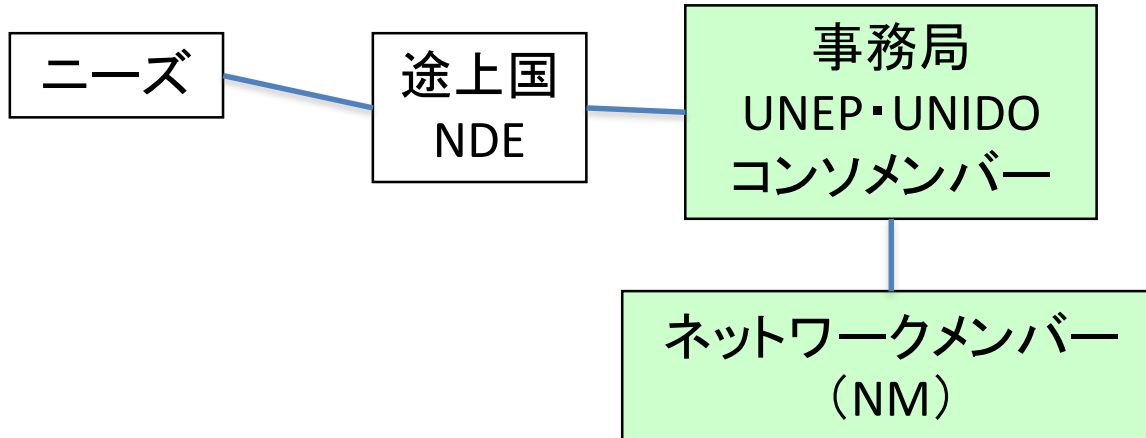 ニーズ
途上国
NDE
事務局
UNEP・UNIDO
コンソメンバー
ネットワークメンバー
（NM）